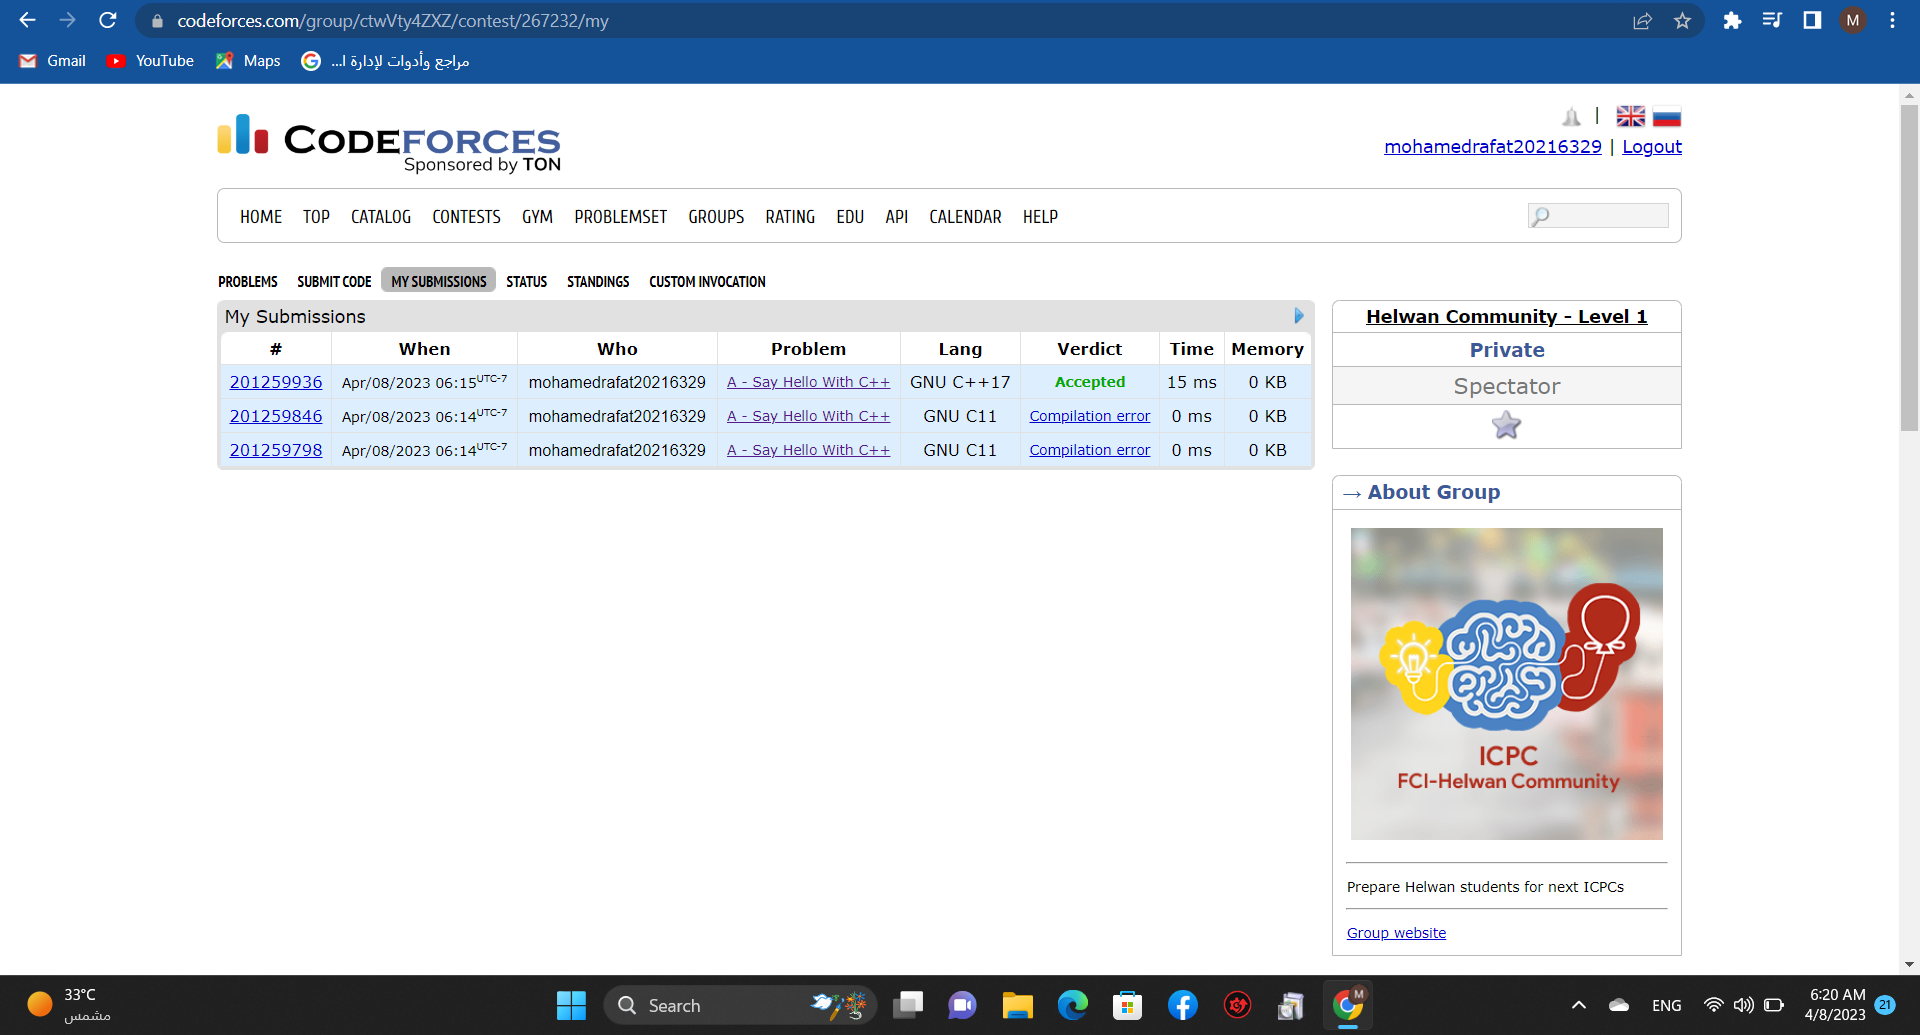 codeforces.com/group/ctwVty4ZXZ/contest/267232/my
M
Gmail YouTube Maps مراجع وأدوات لإدارة ا...
CODEFORCES
Sponsored by TON
mohamedrafat20216329 | Logout
HOME TOP CATALOG CONTESTS GYM PROBLEMSET GROUPS RATING EDU API CALENDAR HELP
PROBLEMS SUBMIT CODE MY SUBMISSIONS STATUS STANDINGS CUSTOM INVOCATION
My Submissions
# When Who Problem Lang Verdict Time Memory
201259936 Apr/08/2023 06:15UTC-7 mohamedrafat20216329 A - Say Hello With C++ GNU C++17 Accepted 15 ms 0 KB
201259846 Apr/08/2023 06:14UTC-7 mohamedrafat20216329 A - Say Hello With C++ GNU C11 Compilation error 0 ms 0 KB
201259798 Apr/08/2023 06:14UTC-7 mohamedrafat20216329 A - Say Hello With C++ GNU C11 Compilation error 0 ms 0 KB
Helwan Community - Level 1
Private
Spectator
→ About Group
ICPC
FCI-Helwan Community
Prepare Helwan students for next ICPCs
Group website
33°C
مشمس
Search
M
ENG
6:20 AM
4/8/2023
21